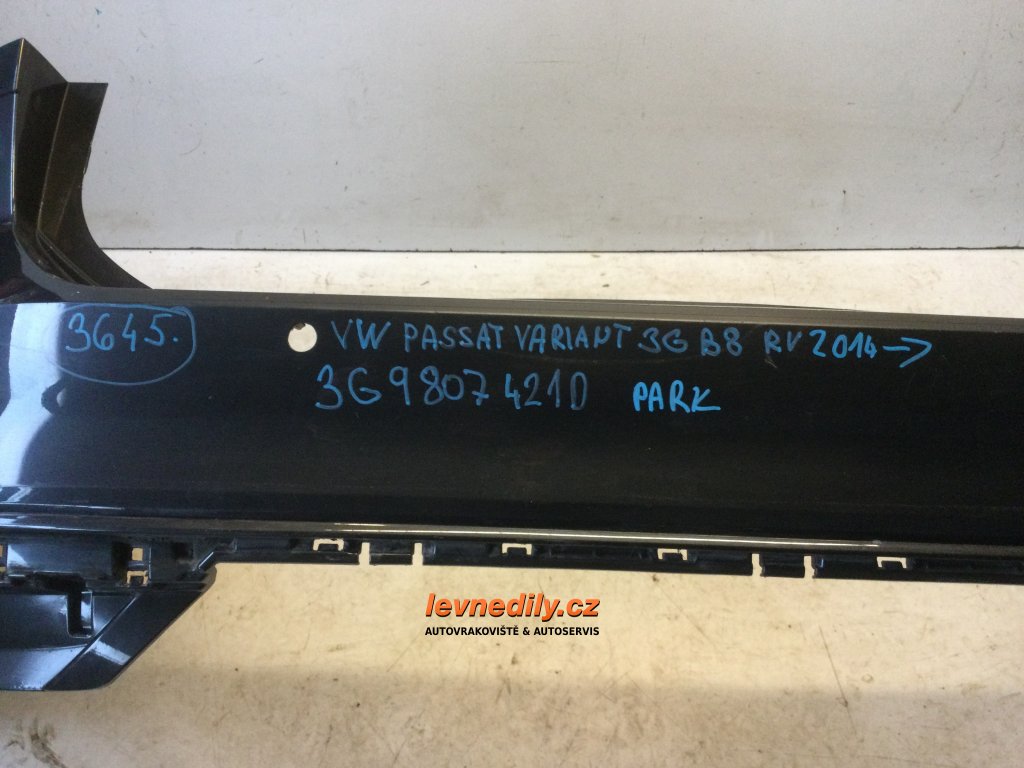 3645.
VW PASSAT VARIANT 3G B8 RV 2014->
3G9807421D PARK
levnedily.cz
AUTOVRAKOVIŠTĚ & AUTOSERVIS